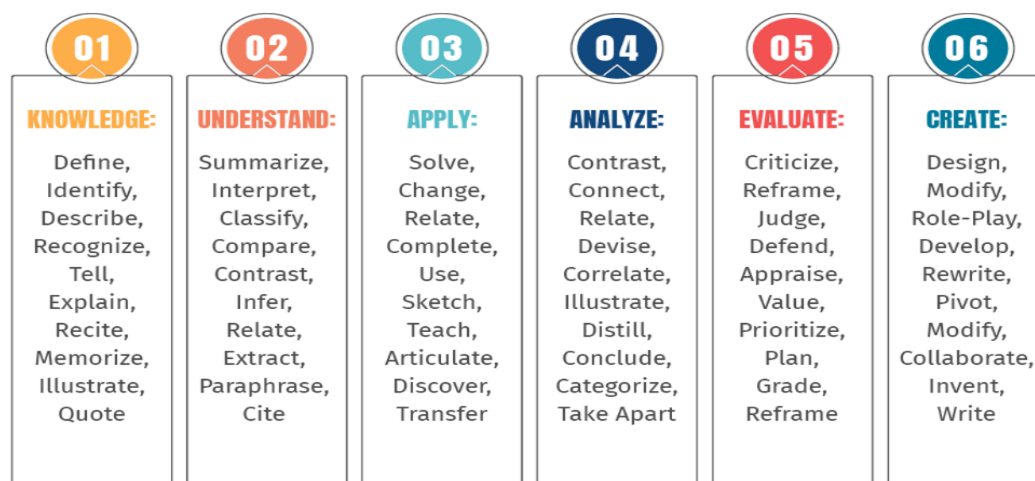 01
KNOWLEDGE:
Define,
Identify,
Describe,
Recognize,
Tell,
Explain,
Recite,
Memorize,
Illustrate,
Quote
02
UNDERSTAND:
Summarize,
Interpret,
Classify,
Compare,
Contrast,
Infer,
Relate,
Extract,
Paraphrase,
Cite
03
APPLY:
Solve,
Change,
Relate,
Complete,
Use,
Sketch,
Teach,
Articulate,
Discover,
Transfer
04
ANALYZE:
Contrast,
Connect,
Relate,
Devise,
Correlate,
Illustrate,
Distill,
Conclude,
Categorize,
Take Apart
05
EVALUATE:
Criticize,
Reframe,
Judge,
Defend,
Appraise,
Value,
Prioritize,
Plan,
Grade,
Reframe
06
CREATE:
Design,
Modify,
Role-Play,
Develop,
Rewrite,
Pivot,
Modify,
Collaborate,
Invent,
Write